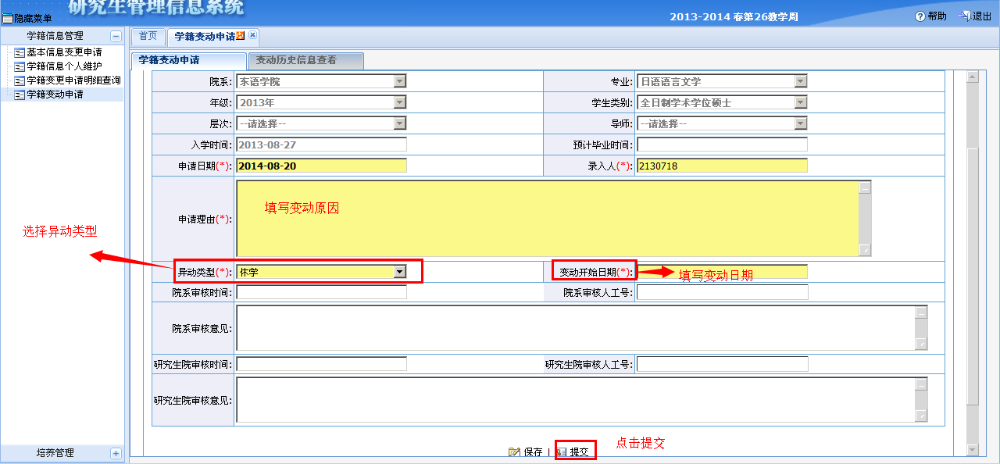 研究生管理信息系统
隐藏菜单
2013-2014 春第26教学周
帮助 退出
学籍信息管理
首页 学籍变动申请
基本信息变更申请
学籍信息个人维护
学籍变更申请明细查询
学籍变动申请
学籍变动申请 变动历史信息查看
院系: 东语学院 专业: 日语语言文学
年级: 2013年 学生类别: 全日制学术学位硕士
层次: --请选择-- 导师: --请选择--
入学时间: 2013-08-27 预计毕业时间:
申请日期(*): 2014-08-20 录入人(*): 2130718
申请理由(*): 填写变动原因
选择异动类型
异动类型(*): 休学 变动开始日期(*): 填写变动日期
院系审核时间: 院系审核人工号:
院系审核意见:
研究生院审核时间: 研究生院审核人工号:
研究生院审核意见:
保存 | 提交 点击提交
培养管理